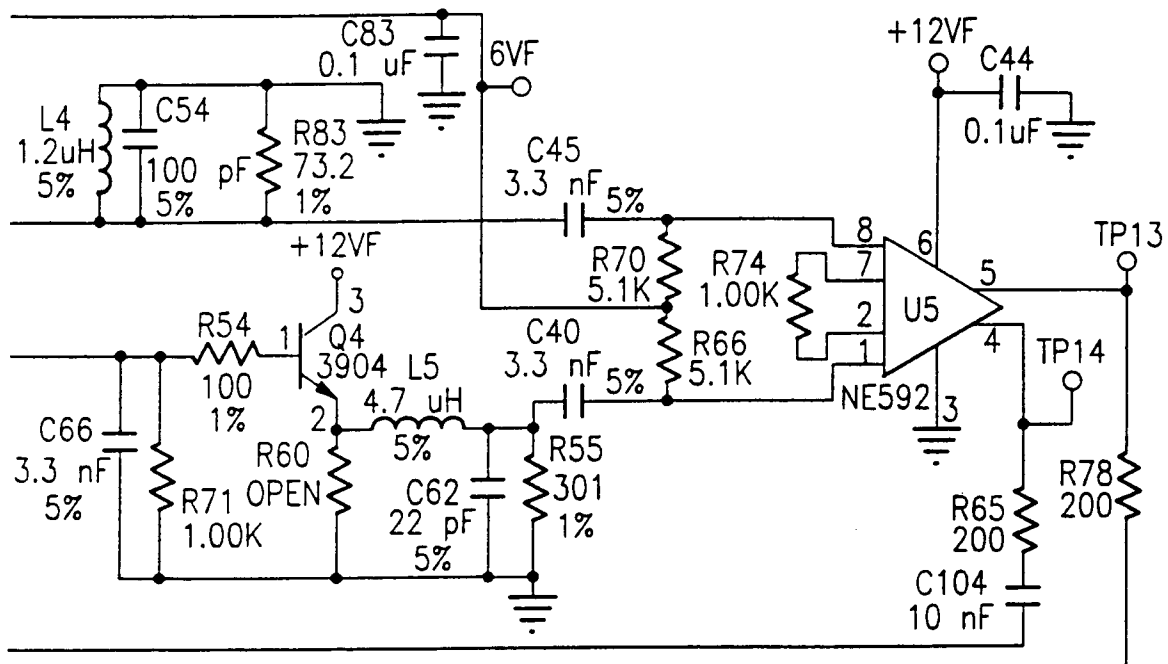 C83
0.1 uF
6VF
+12VF
C44
0.1uF
L4
1.2uH
5%
C54
100 pF
5%
R83
73.2
1%
C45
3.3 nF
5%
+12VF
3
R54
100
1%
1
Q4
3904
2
L5
4.7 uH
5%
R70
5.1K
R74
1.00K
C40
3.3 nF
5%
R66
5.1K
8
7
2
1
6
U5
5
4
3
NE592
TP13
TP14
C66
3.3 nF
5%
R71
1.00K
R60
OPEN
C62
22 pF
5%
R55
301
1%
R65
200
R78
200
C104
10 nF